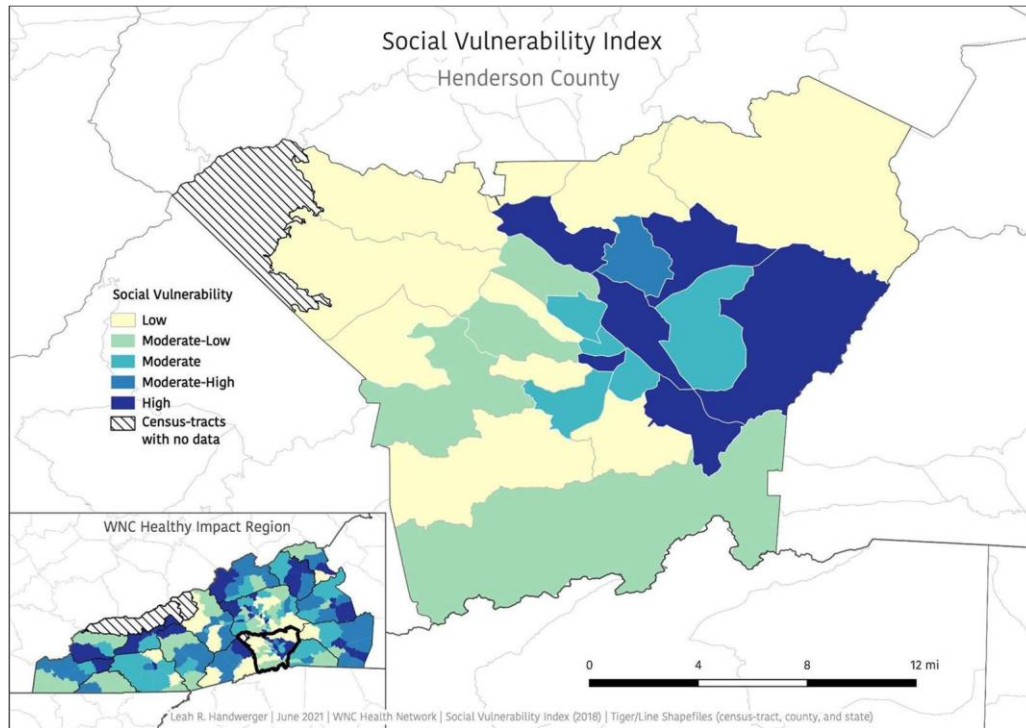 Social Vulnerability Index
Henderson County
Social Vulnerability
Low
Moderate-Low
Moderate
Moderate-High
High
Census-tracts
with no data
WNC Healthy Impact Region
0 4 8 12 mi
Leah R. Handwerger | June 2021 | WNC Health Network | Social Vulnerability Index (2018) | Tiger/Line Shapefiles (census-tract, county, and state)